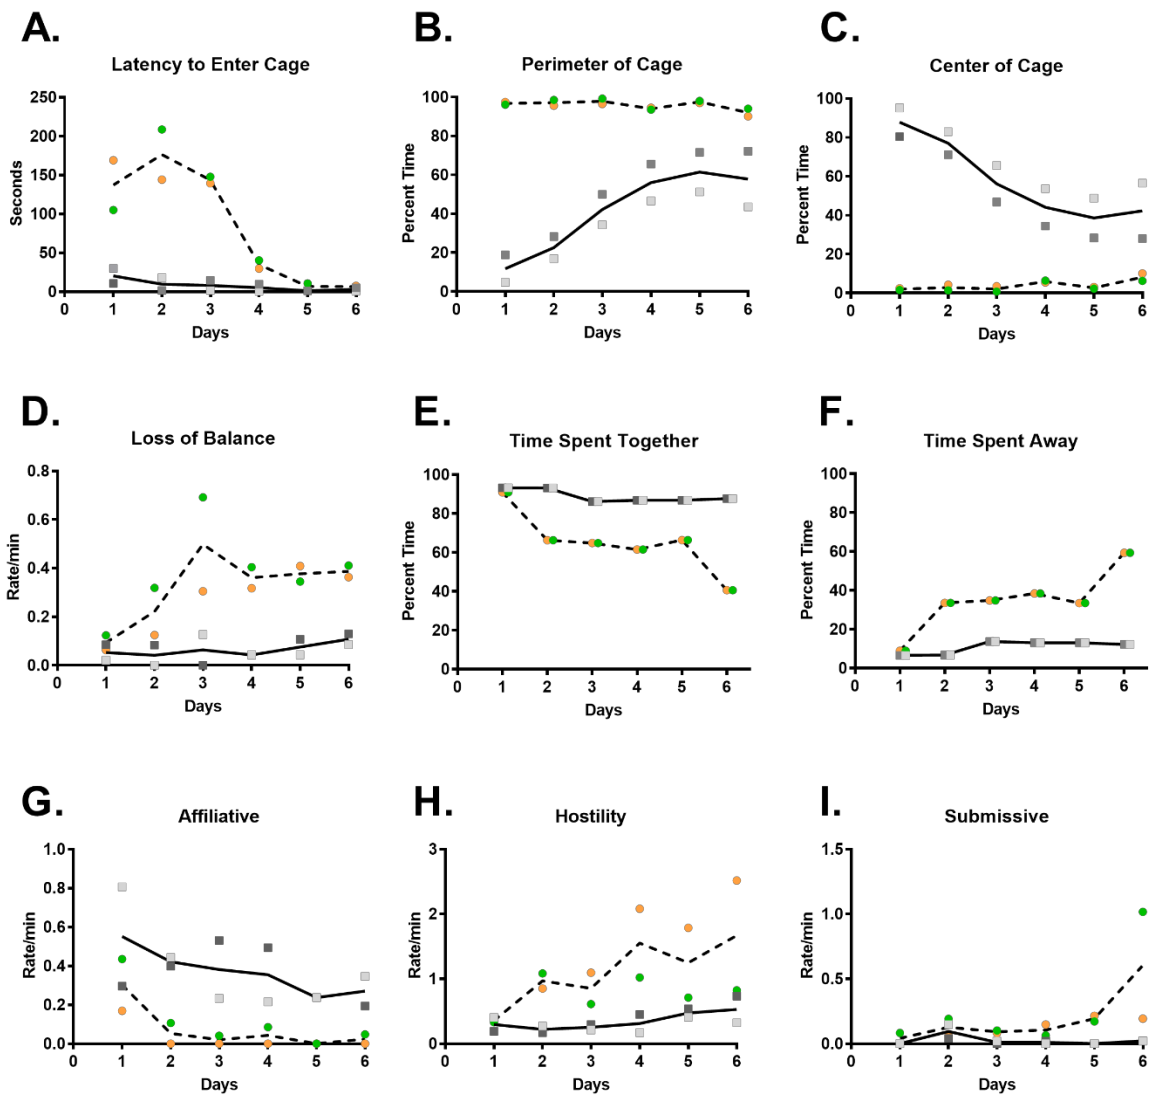 A.
Latency to Enter Cage
250
200
150
100
50
0
Seconds
0 1 2 3 4 5 6
Days
B.
Perimeter of Cage
100
80
60
40
20
0
Percent Time
0 1 2 3 4 5 6
Days
C.
Center of Cage
100
80
60
40
20
0
Percent Time
0 1 2 3 4 5 6
Days
D.
Loss of Balance
0.8
0.6
0.4
0.2
0.0
Rate/min
0 1 2 3 4 5 6
Days
E.
Time Spent Together
100
80
60
40
20
0
Percent Time
0 1 2 3 4 5 6
Days
F.
Time Spent Away
100
80
60
40
20
0
Percent Time
0 1 2 3 4 5 6
Days
G.
Affiliative
1.0
0.8
0.6
0.4
0.2
0.0
Rate/min
0 1 2 3 4 5 6
Days
H.
Hostility
3
2
1
0
Rate/min
0 1 2 3 4 5 6
Days
I.
Submissive
1.5
1.0
0.5
0.0
Rate/min
0 1 2 3 4 5 6
Days